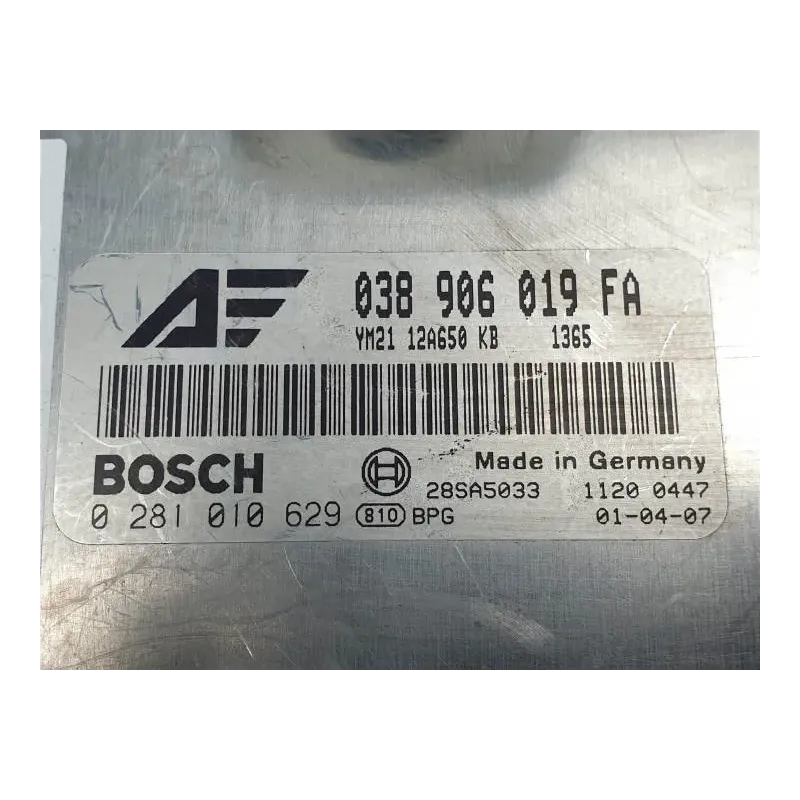 AF 038 906 019 FA
YM21 12A650 KB 1365
BOSCH Made in Germany
28SA5033 1120 0447
0 281 010 629 810 BPG 01-04-07